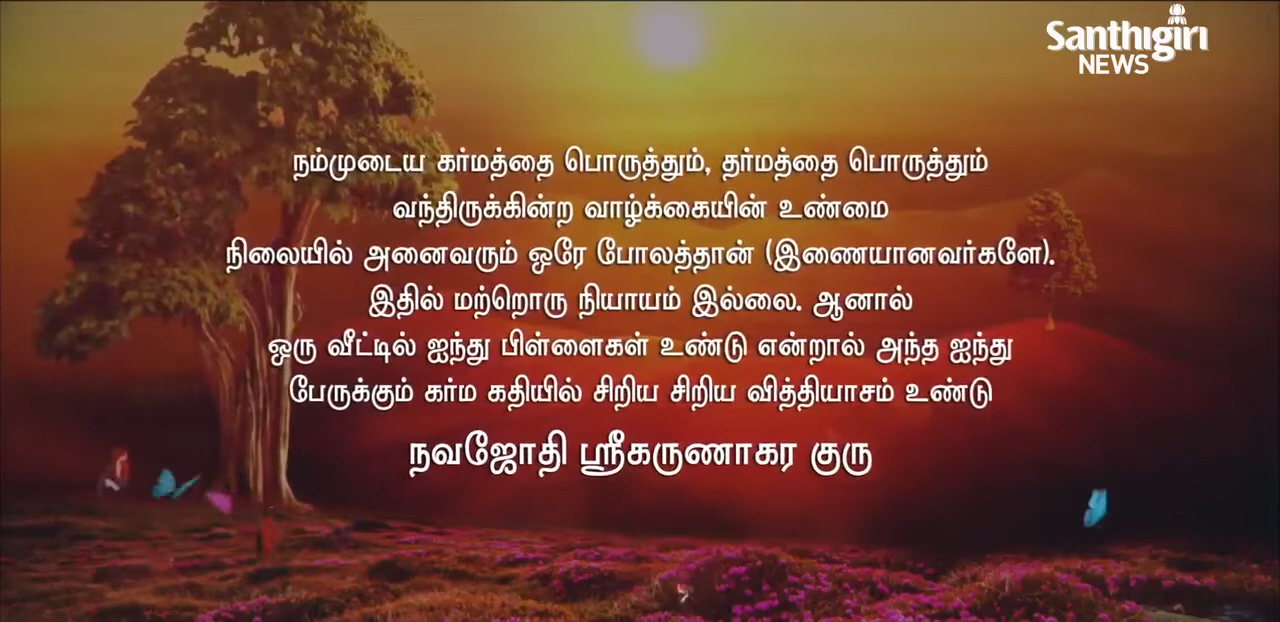 Santhigiri
NEWS
நம்முடைய கர்மத்தை பொருத்தும், தர்மத்தை பொருத்தும்
வந்திருக்கின்ற வாழ்க்கையின் உண்மை
நிலையில் அனைவரும் ஒரே போலத்தான் (இணையானவர்களே).
இதில் மற்றொரு நியாயம் இல்லை. ஆனால்
ஒரு வீட்டில் ஐந்து பிள்ளைகள் உண்டு என்றால் அந்த ஐந்து
பேருக்கும் கர்ம கதியில் சிறிய சிறிய வித்தியாசம் உண்டு
நவஜோதி ஸ்ரீகருணாகர குரு